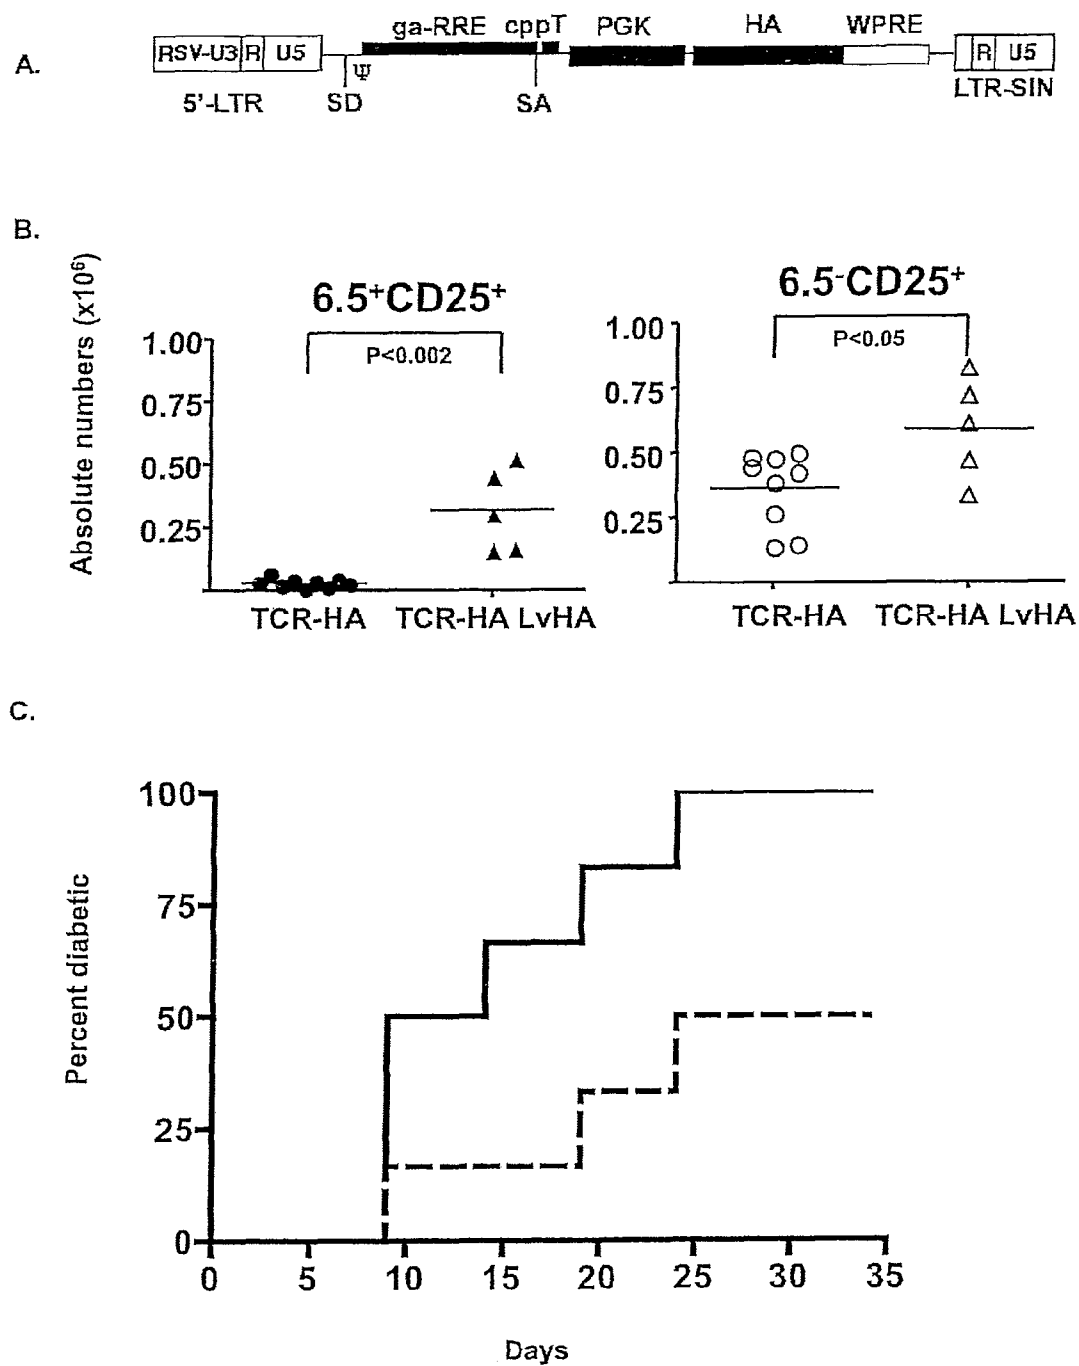 A.
ga-RRE cppT PGK HA WPRE
RSV-U3 R U5
R U5
Ψ
5'-LTR SD SA LTR-SIN
B.
Absolute numbers (x10⁶)
6.5⁺CD25⁺
P<0.002
1.00
0.75
0.50
0.25
TCR-HA TCR-HA LvHA
6.5⁻CD25⁺
P<0.05
1.00
0.75
0.50
0.25
TCR-HA TCR-HA LvHA
C.
Percent diabetic
100
75
50
25
0
0 5 10 15 20 25 30 35
Days